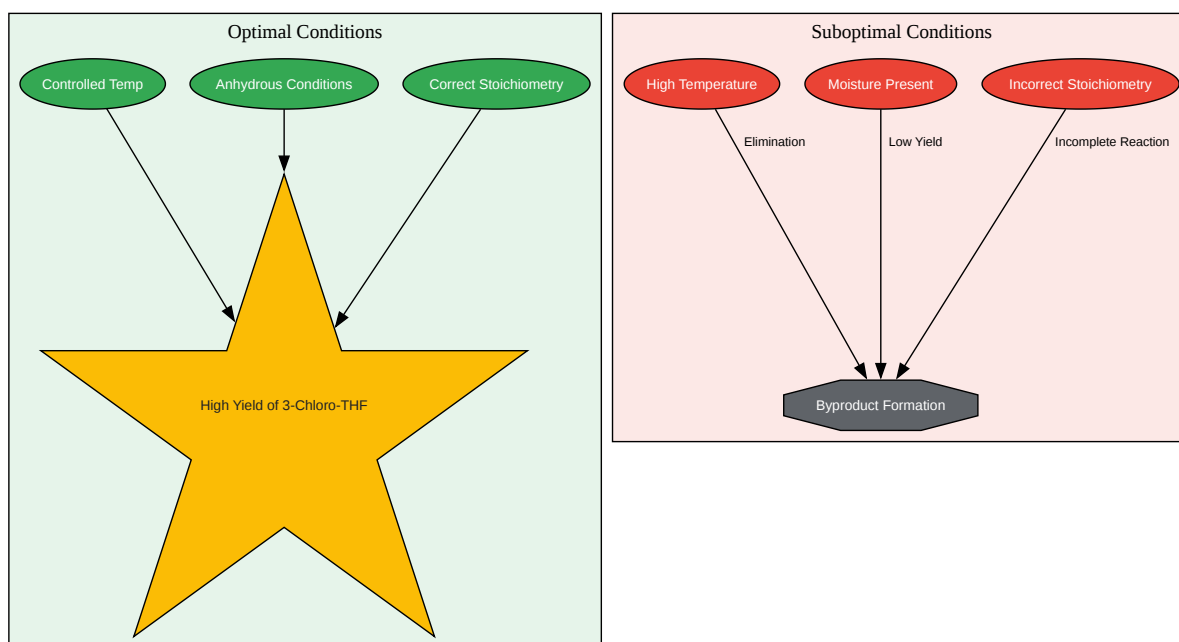 Optimal Conditions
Controlled Temp
Anhydrous Conditions
Correct Stoichiometry
High Yield of 3-Chloro-THF
Suboptimal Conditions
High Temperature
Moisture Present
Incorrect Stoichiometry
Elimination
Low Yield
Incomplete Reaction
Byproduct Formation